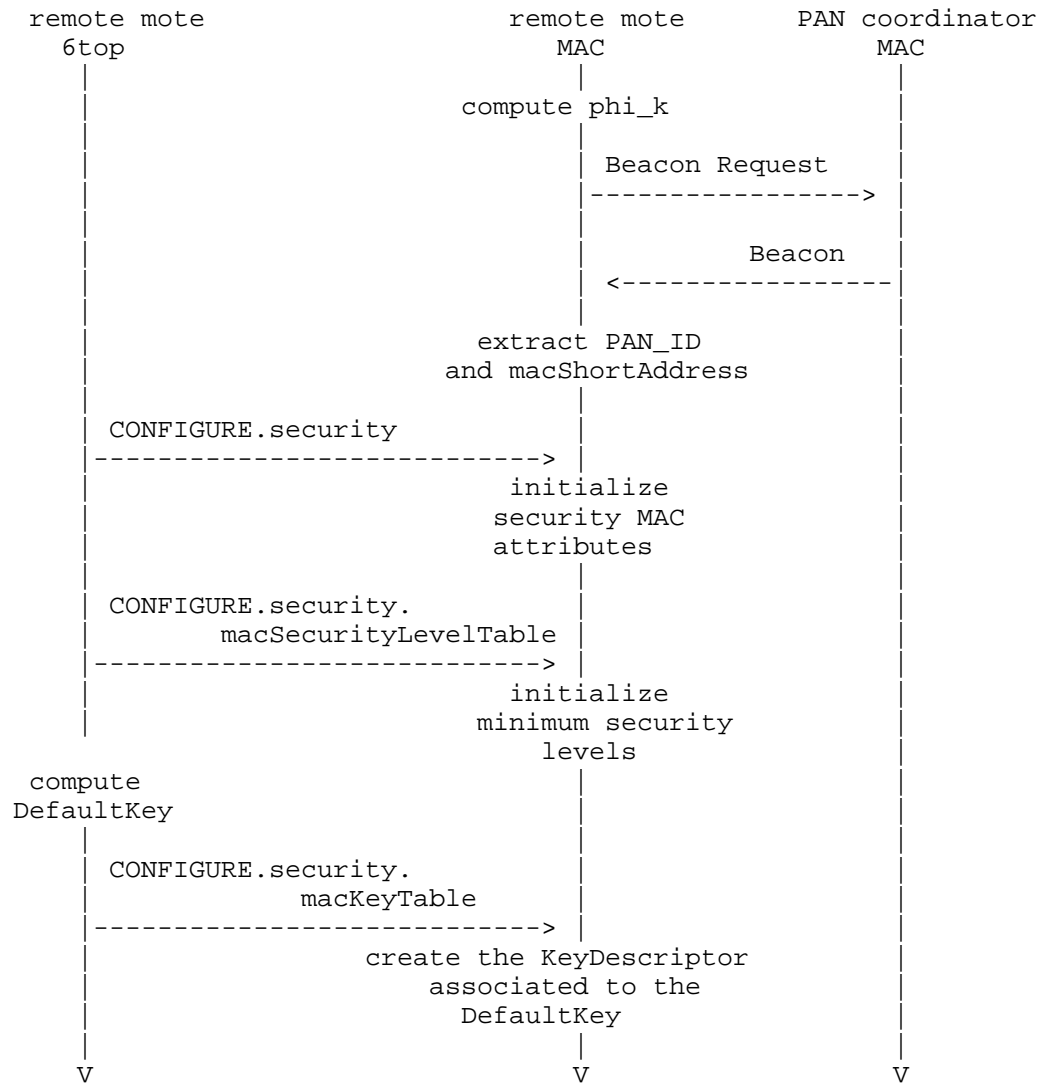 remote mote remote mote PAN coordinator
6top MAC MAC
compute phi_k
Beacon Request
Beacon
extract PAN_ID
and macShortAddress
CONFIGURE.security
initialize
security MAC
attributes
CONFIGURE.security.
macSecurityLevelTable
initialize
minimum security
levels
compute
DefaultKey
CONFIGURE.security.
macKeyTable
create the KeyDescriptor
associated to the
DefaultKey
V V V